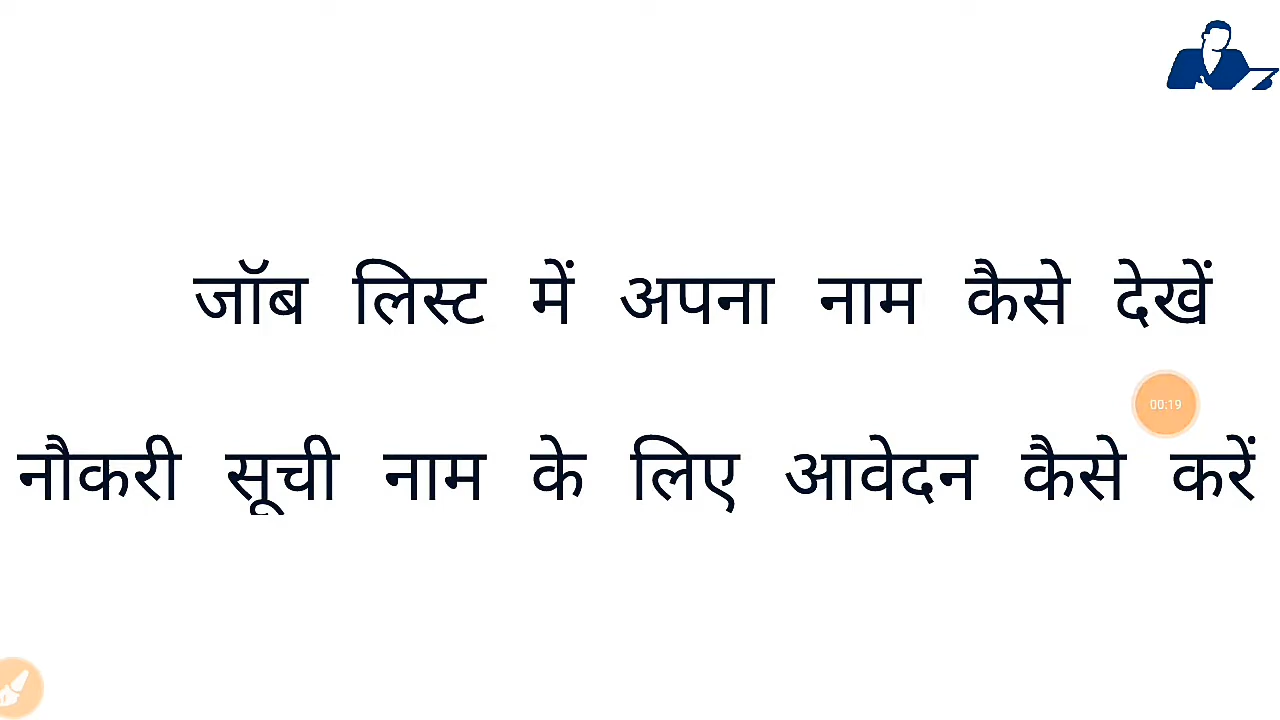 जॉब लिस्ट में अपना नाम कैसे देखें
00:19
नौकरी सूची नाम के लिए आवेदन कैसे करें